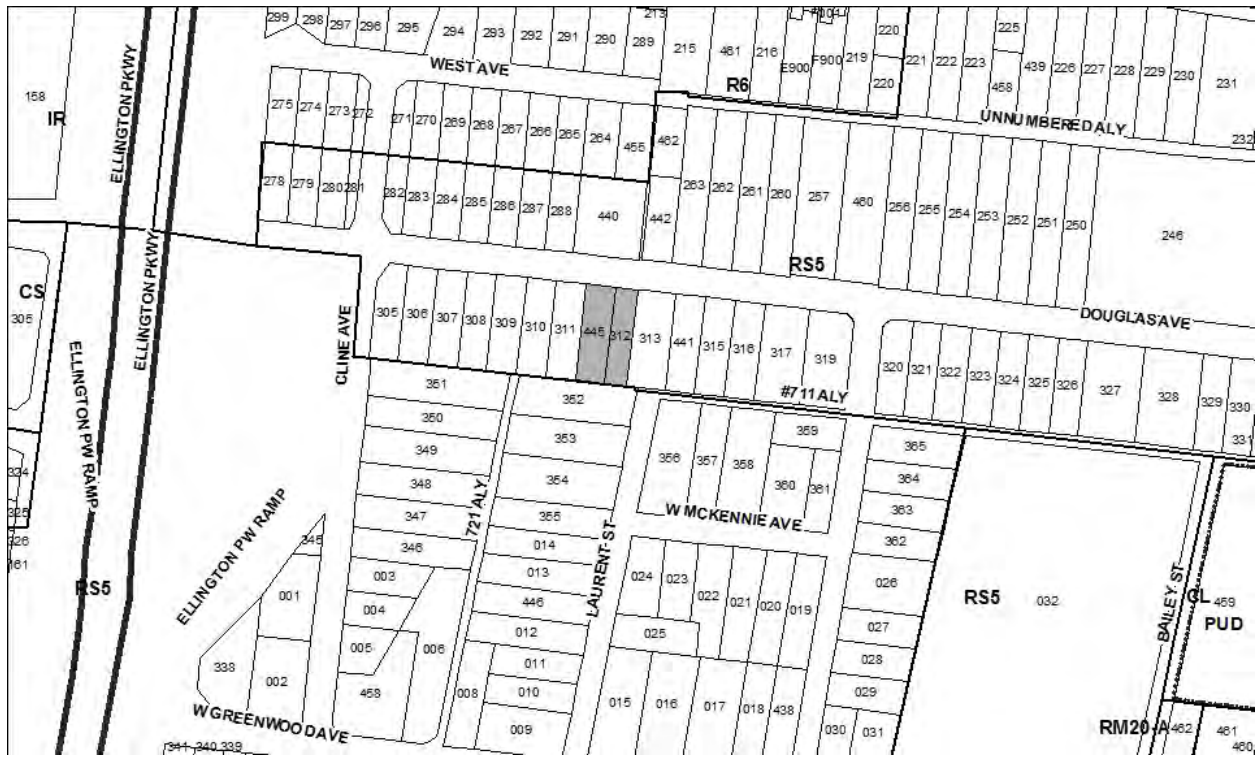 299 298 297 296 295 294 293 292 291 290 289 213 215 461 216 E900 F900 219 220 220 221 222 223 225 458 439 226 227 228 229 230 231 232
WEST AVE
R6
UNNUMBERED ALY
158
IR
ELLINGTON PKWY
ELLINGTON PKWY
275 274 273 272 271 270 269 268 267 266 265 264 455 462
278 279 280 281 282 283 284 285 286 287 288 440 442 263 262 261 260 257 460 256 255 254 253 252 251 250 246
RS5
CS
305
CLINE AVE
305 306 307 308 309 310 311 445 312 313 441 315 316 317 319
DOUGLAS AVE
#711 ALY
320 321 322 323 324 325 326 327 328 329 330
331
ELLINGTON PW RAMP
324
325
326
161
RS5
ELLINGTON PW RAMP
351
350
349
348
347
346
345
721 ALY
352
353
354
355
014
013
446
012
011
010
009
LAURENT ST
356 357 358 359
360 361
W MCKENNIE AVE
365
364
363
362
026
027
028
029
030 031
RS5
032
BAILEY ST
CL
459
PUD
RM20-A
462 461
460
001
002
338
003
004
005
006
458
008
W GREENWOOD AVE
341 340 339
024 023 022 021 020 019
025
015 016 017 018 438